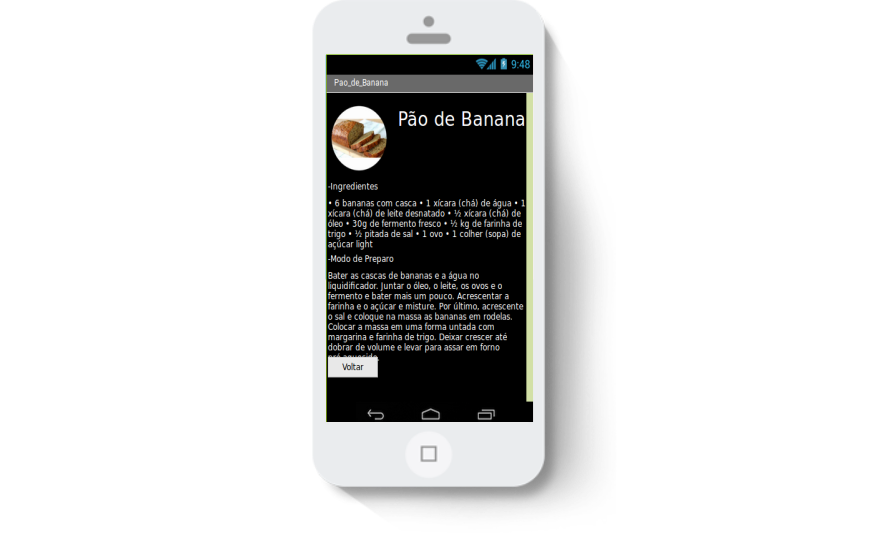 9:48
Pao_de_Banana
Pão de Banana
-Ingredientes
• 6 bananas com casca • 1 xícara (chá) de água • 1
xícara (chá) de leite desnatado • ½ xícara (chá) de
óleo • 30g de fermento fresco • ½ kg de farinha de
trigo • ½ pitada de sal • 1 ovo • 1 colher (sopa) de
açúcar light
-Modo de Preparo
Bater as cascas de bananas e a água no
liquidificador. Juntar o óleo, o leite, os ovos e o
fermento e bater mais um pouco. Acrescentar a
farinha e o açúcar e misture. Por último, acrescente
o sal e coloque na massa as bananas em rodelas.
Colocar a massa em uma forma untada com
margarina e farinha de trigo. Deixar crescer até
dobrar de volume e levar para assar em forno
Voltar